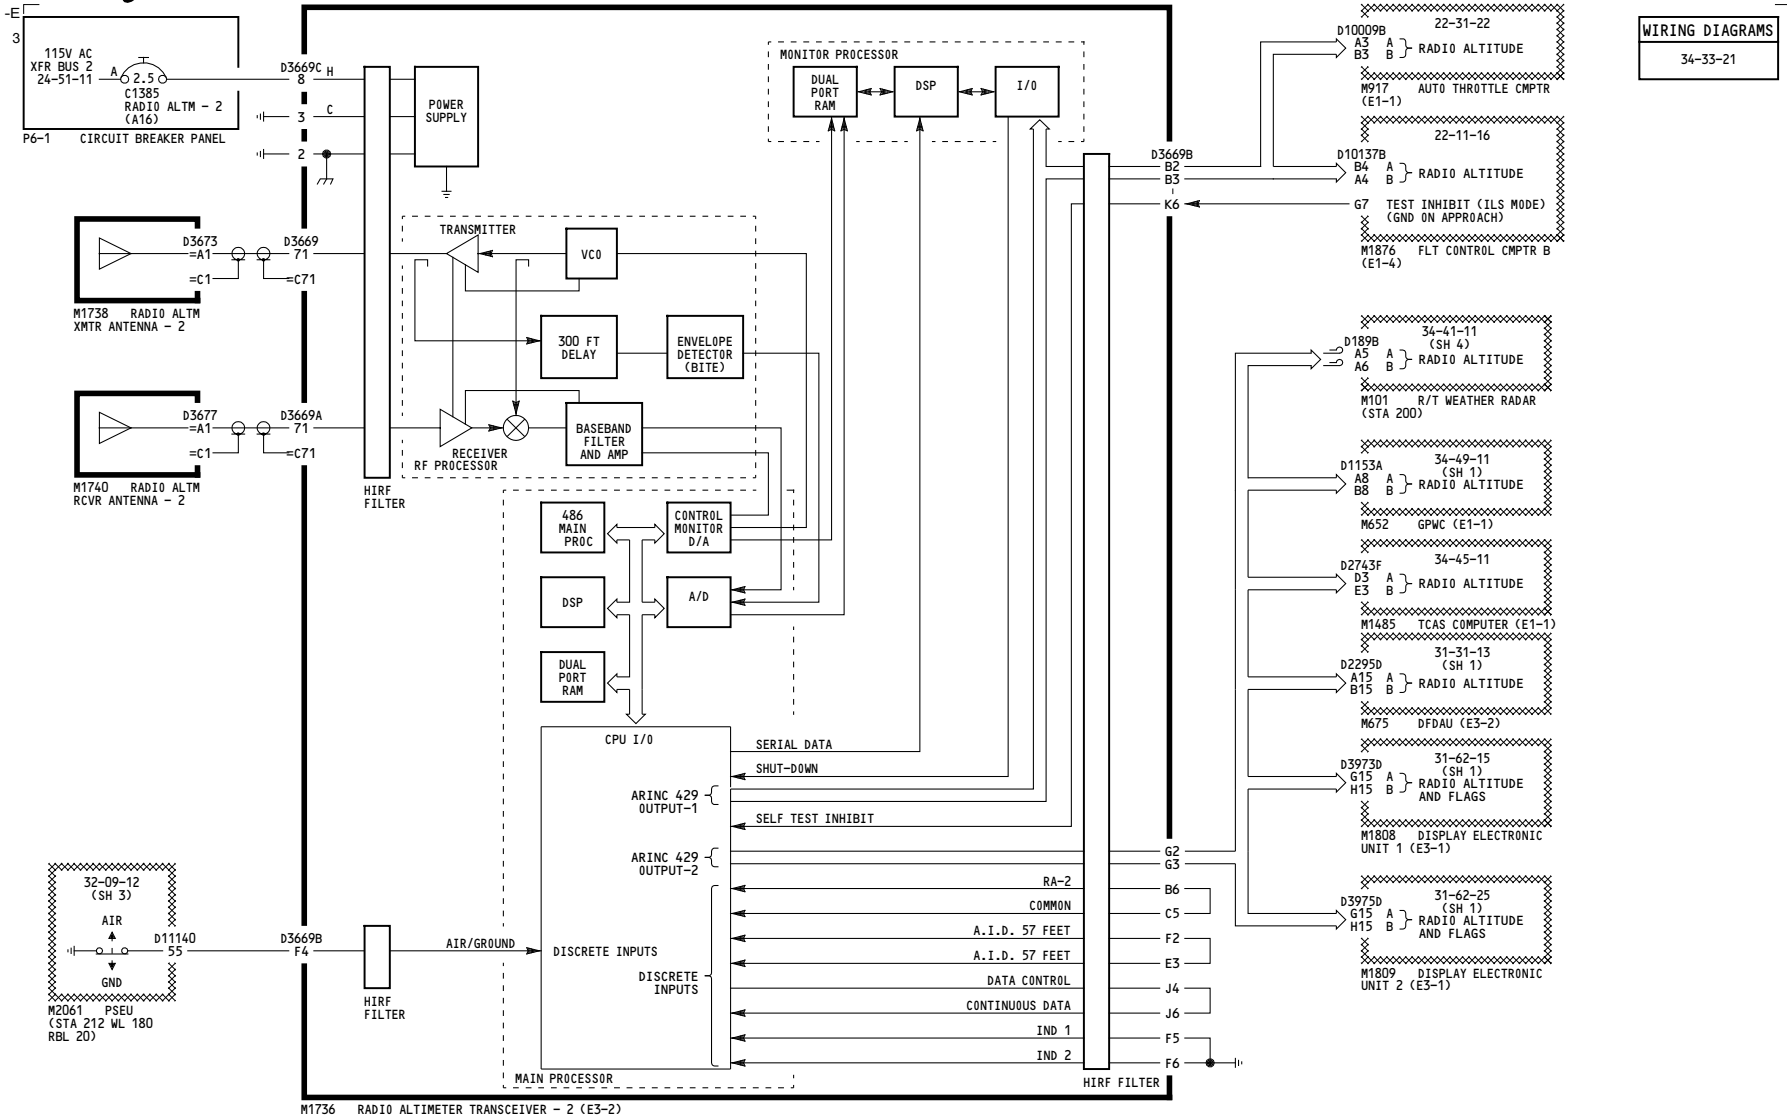 -E
3
115V AC
XFR BUS 2
24-51-11
A
2.5
C1385
RADIO ALTM - 2
(A16)
P6-1 CIRCUIT BREAKER PANEL
D3669C
8 H
3 C
2
POWER
SUPPLY
MONITOR PROCESSOR
DUAL
PORT
RAM
DSP
I/O
D10009B
A3 A
B3 B
22-31-22
RADIO ALTITUDE
M917 AUTO THROTTLE CMPTR
(E1-1)
WIRING DIAGRAMS
34-33-21
D3669B
B2
B3
K6
22-11-16
D10137B
B4 A
A4 B
RADIO ALTITUDE
G7 TEST INHIBIT (ILS MODE)
(GND ON APPROACH)
M1876 FLT CONTROL CMPTR B
(E1-4)
D3673
=A1
=C1
D3669
71
=C71
M1738 RADIO ALTM
XMTR ANTENNA - 2
TRANSMITTER
VCO
300 FT
DELAY
ENVELOPE
DETECTOR
(BITE)
BASEBAND
FILTER
AND AMP
RECEIVER
RF PROCESSOR
D3677
=A1
=C1
D3669A
71
=C71
M1740 RADIO ALTM
RCVR ANTENNA - 2
HIRF
FILTER
34-41-11
(SH 4)
D189B
A5 A
A6 B
RADIO ALTITUDE
M101 R/T WEATHER RADAR
(STA 200)
34-49-11
(SH 1)
D1153A
A8 A
B8 B
RADIO ALTITUDE
M652 GPWC (E1-1)
34-45-11
D2743F
D3 A
E3 B
RADIO ALTITUDE
M1485 TCAS COMPUTER (E1-1)
31-31-13
(SH 1)
D2295D
A15 A
B15 B
RADIO ALTITUDE
M675 DFDAU (E3-2)
31-62-15
(SH 1)
D3973D
G15 A
H15 B
RADIO ALTITUDE
AND FLAGS
M1808 DISPLAY ELECTRONIC
UNIT 1 (E3-1)
31-62-25
(SH 1)
D3975D
G15 A
H15 B
RADIO ALTITUDE
AND FLAGS
M1809 DISPLAY ELECTRONIC
UNIT 2 (E3-1)
486
MAIN
PROC
CONTROL
MONITOR
D/A
DSP
A/D
DUAL
PORT
RAM
CPU I/O
SERIAL DATA
SHUT-DOWN
ARINC 429
OUTPUT-1
SELF TEST INHIBIT
ARINC 429
OUTPUT-2
G2
G3
RA-2 B6
COMMON C5
A.I.D. 57 FEET F2
A.I.D. 57 FEET E3
DATA CONTROL J4
CONTINUOUS DATA J6
IND 1 F5
IND 2 F6
DISCRETE INPUTS
DISCRETE
INPUTS
MAIN PROCESSOR
HIRF FILTER
32-09-12
(SH 3)
AIR
GND
D11140
55
D3669B
F4
AIR/GROUND
HIRF
FILTER
M2061 PSEU
(STA 212 WL 180
RBL 20)
M1736 RADIO ALTIMETER TRANSCEIVER - 2 (E3-2)